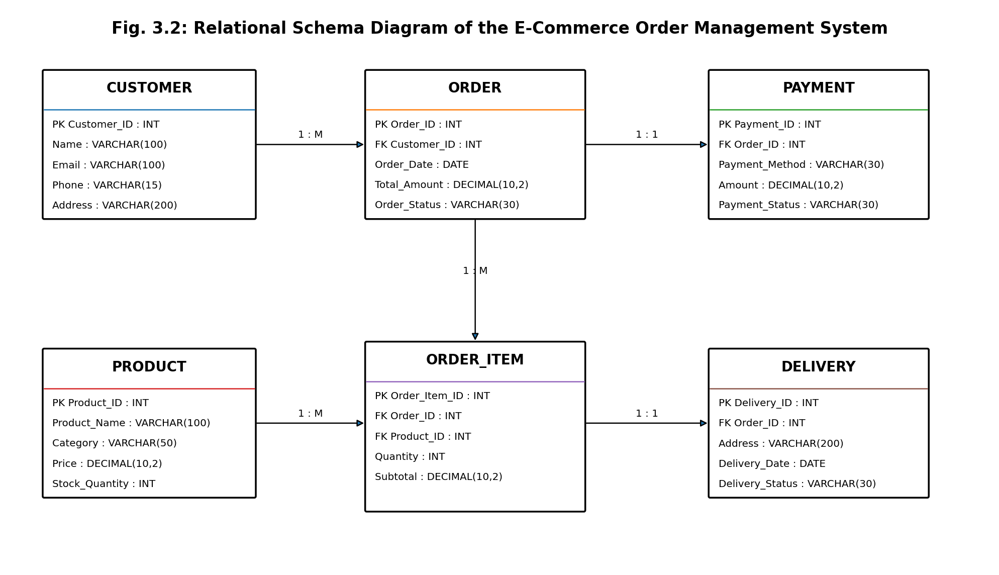 Fig. 3.2: Relational Schema Diagram of the E-Commerce Order Management System
CUSTOMER
PK Customer_ID : INT
Name : VARCHAR(100)
Email : VARCHAR(100)
Phone : VARCHAR(15)
Address : VARCHAR(200)
1 : M
ORDER
PK Order_ID : INT
FK Customer_ID : INT
Order_Date : DATE
Total_Amount : DECIMAL(10,2)
Order_Status : VARCHAR(30)
1 : 1
PAYMENT
PK Payment_ID : INT
FK Order_ID : INT
Payment_Method : VARCHAR(30)
Amount : DECIMAL(10,2)
Payment_Status : VARCHAR(30)
1 : M
PRODUCT
PK Product_ID : INT
Product_Name : VARCHAR(100)
Category : VARCHAR(50)
Price : DECIMAL(10,2)
Stock_Quantity : INT
1 : M
ORDER_ITEM
PK Order_Item_ID : INT
FK Order_ID : INT
FK Product_ID : INT
Quantity : INT
Subtotal : DECIMAL(10,2)
1 : 1
DELIVERY
PK Delivery_ID : INT
FK Order_ID : INT
Address : VARCHAR(200)
Delivery_Date : DATE
Delivery_Status : VARCHAR(30)